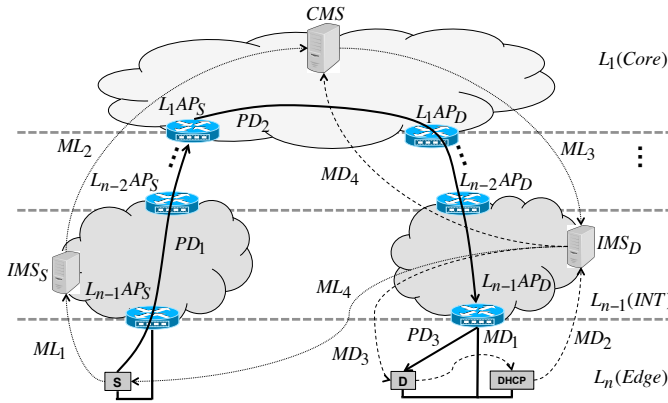 CMS
L1(Core)
L1APS
L1APD
PD2
ML2
ML3
MD4
Ln-2APS
Ln-2APD
PD1
IMSS
IMSD
Ln-1APS
Ln-1APD
ML4
Ln-1(INT)
ML1
PD3
MD1
MD3
MD2
S
D
DHCP
Ln(Edge)